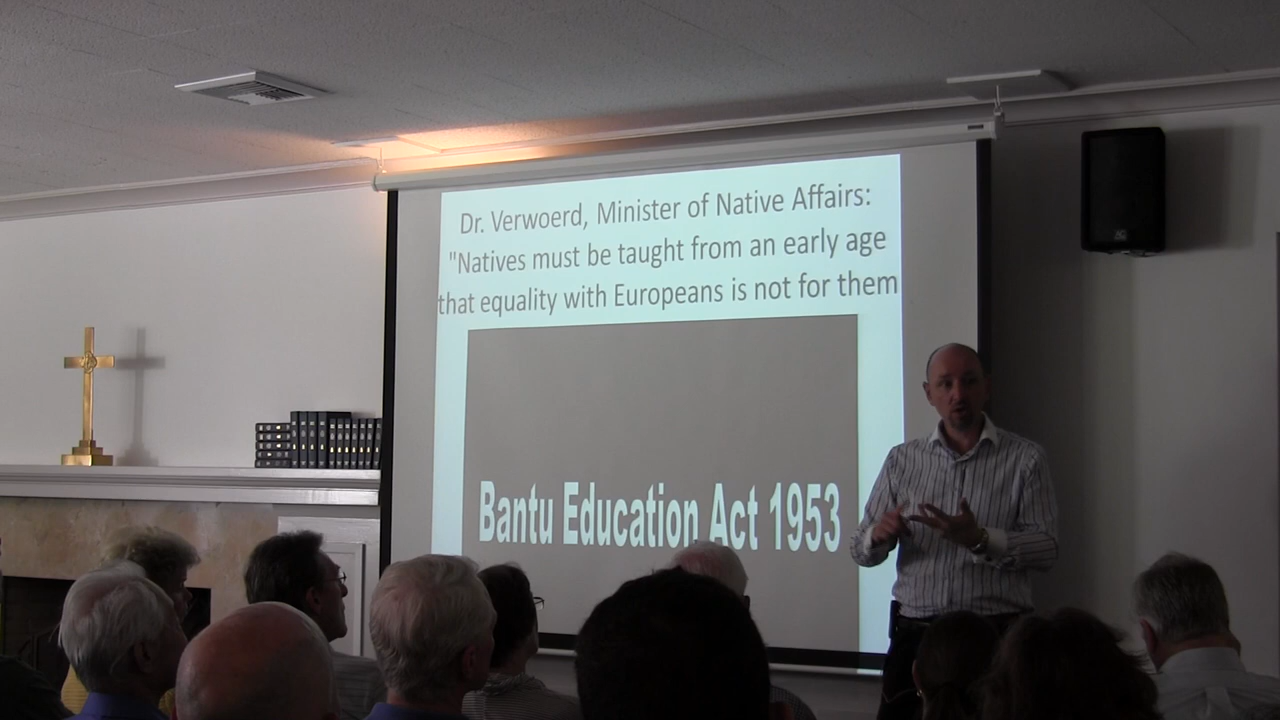 Dr. Verwoerd, Minister of Native Affairs:
"Natives must be taught from an early age
that equality with Europeans is not for them
Bantu Education Act 1953